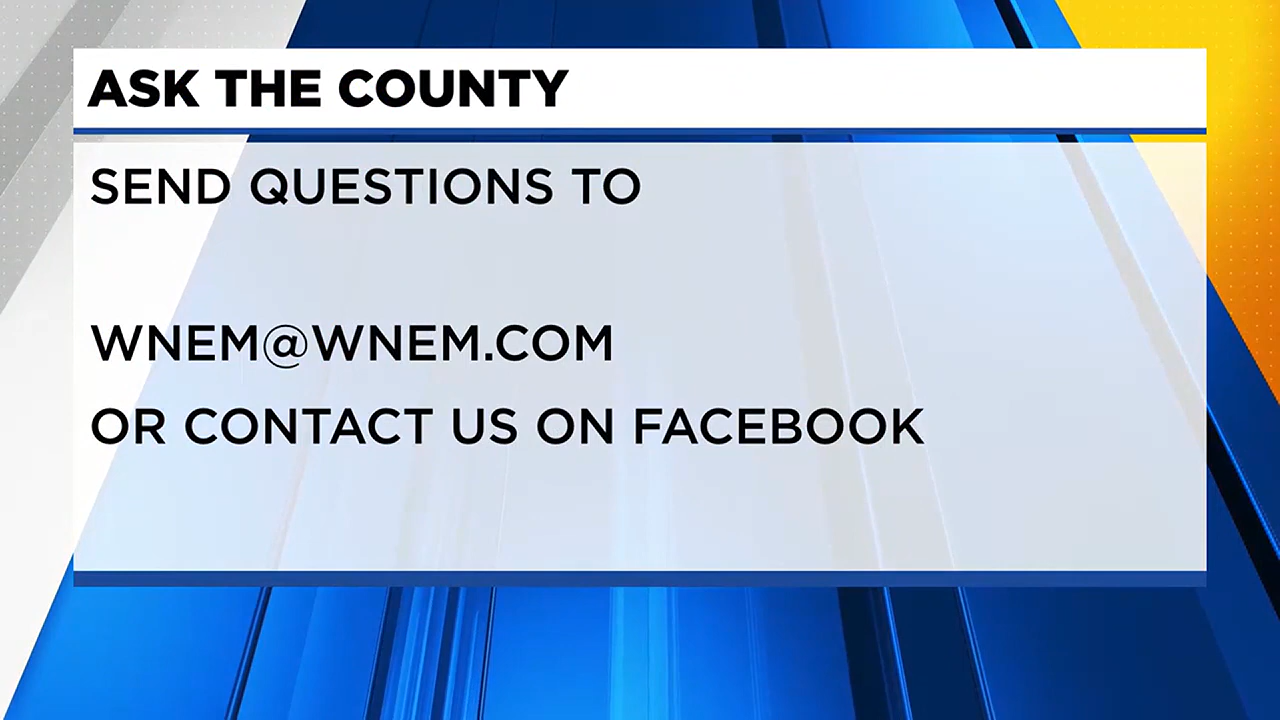 ASK THE COUNTY
SEND QUESTIONS TO
WNEM@WNEM.COM
OR CONTACT US ON FACEBOOK